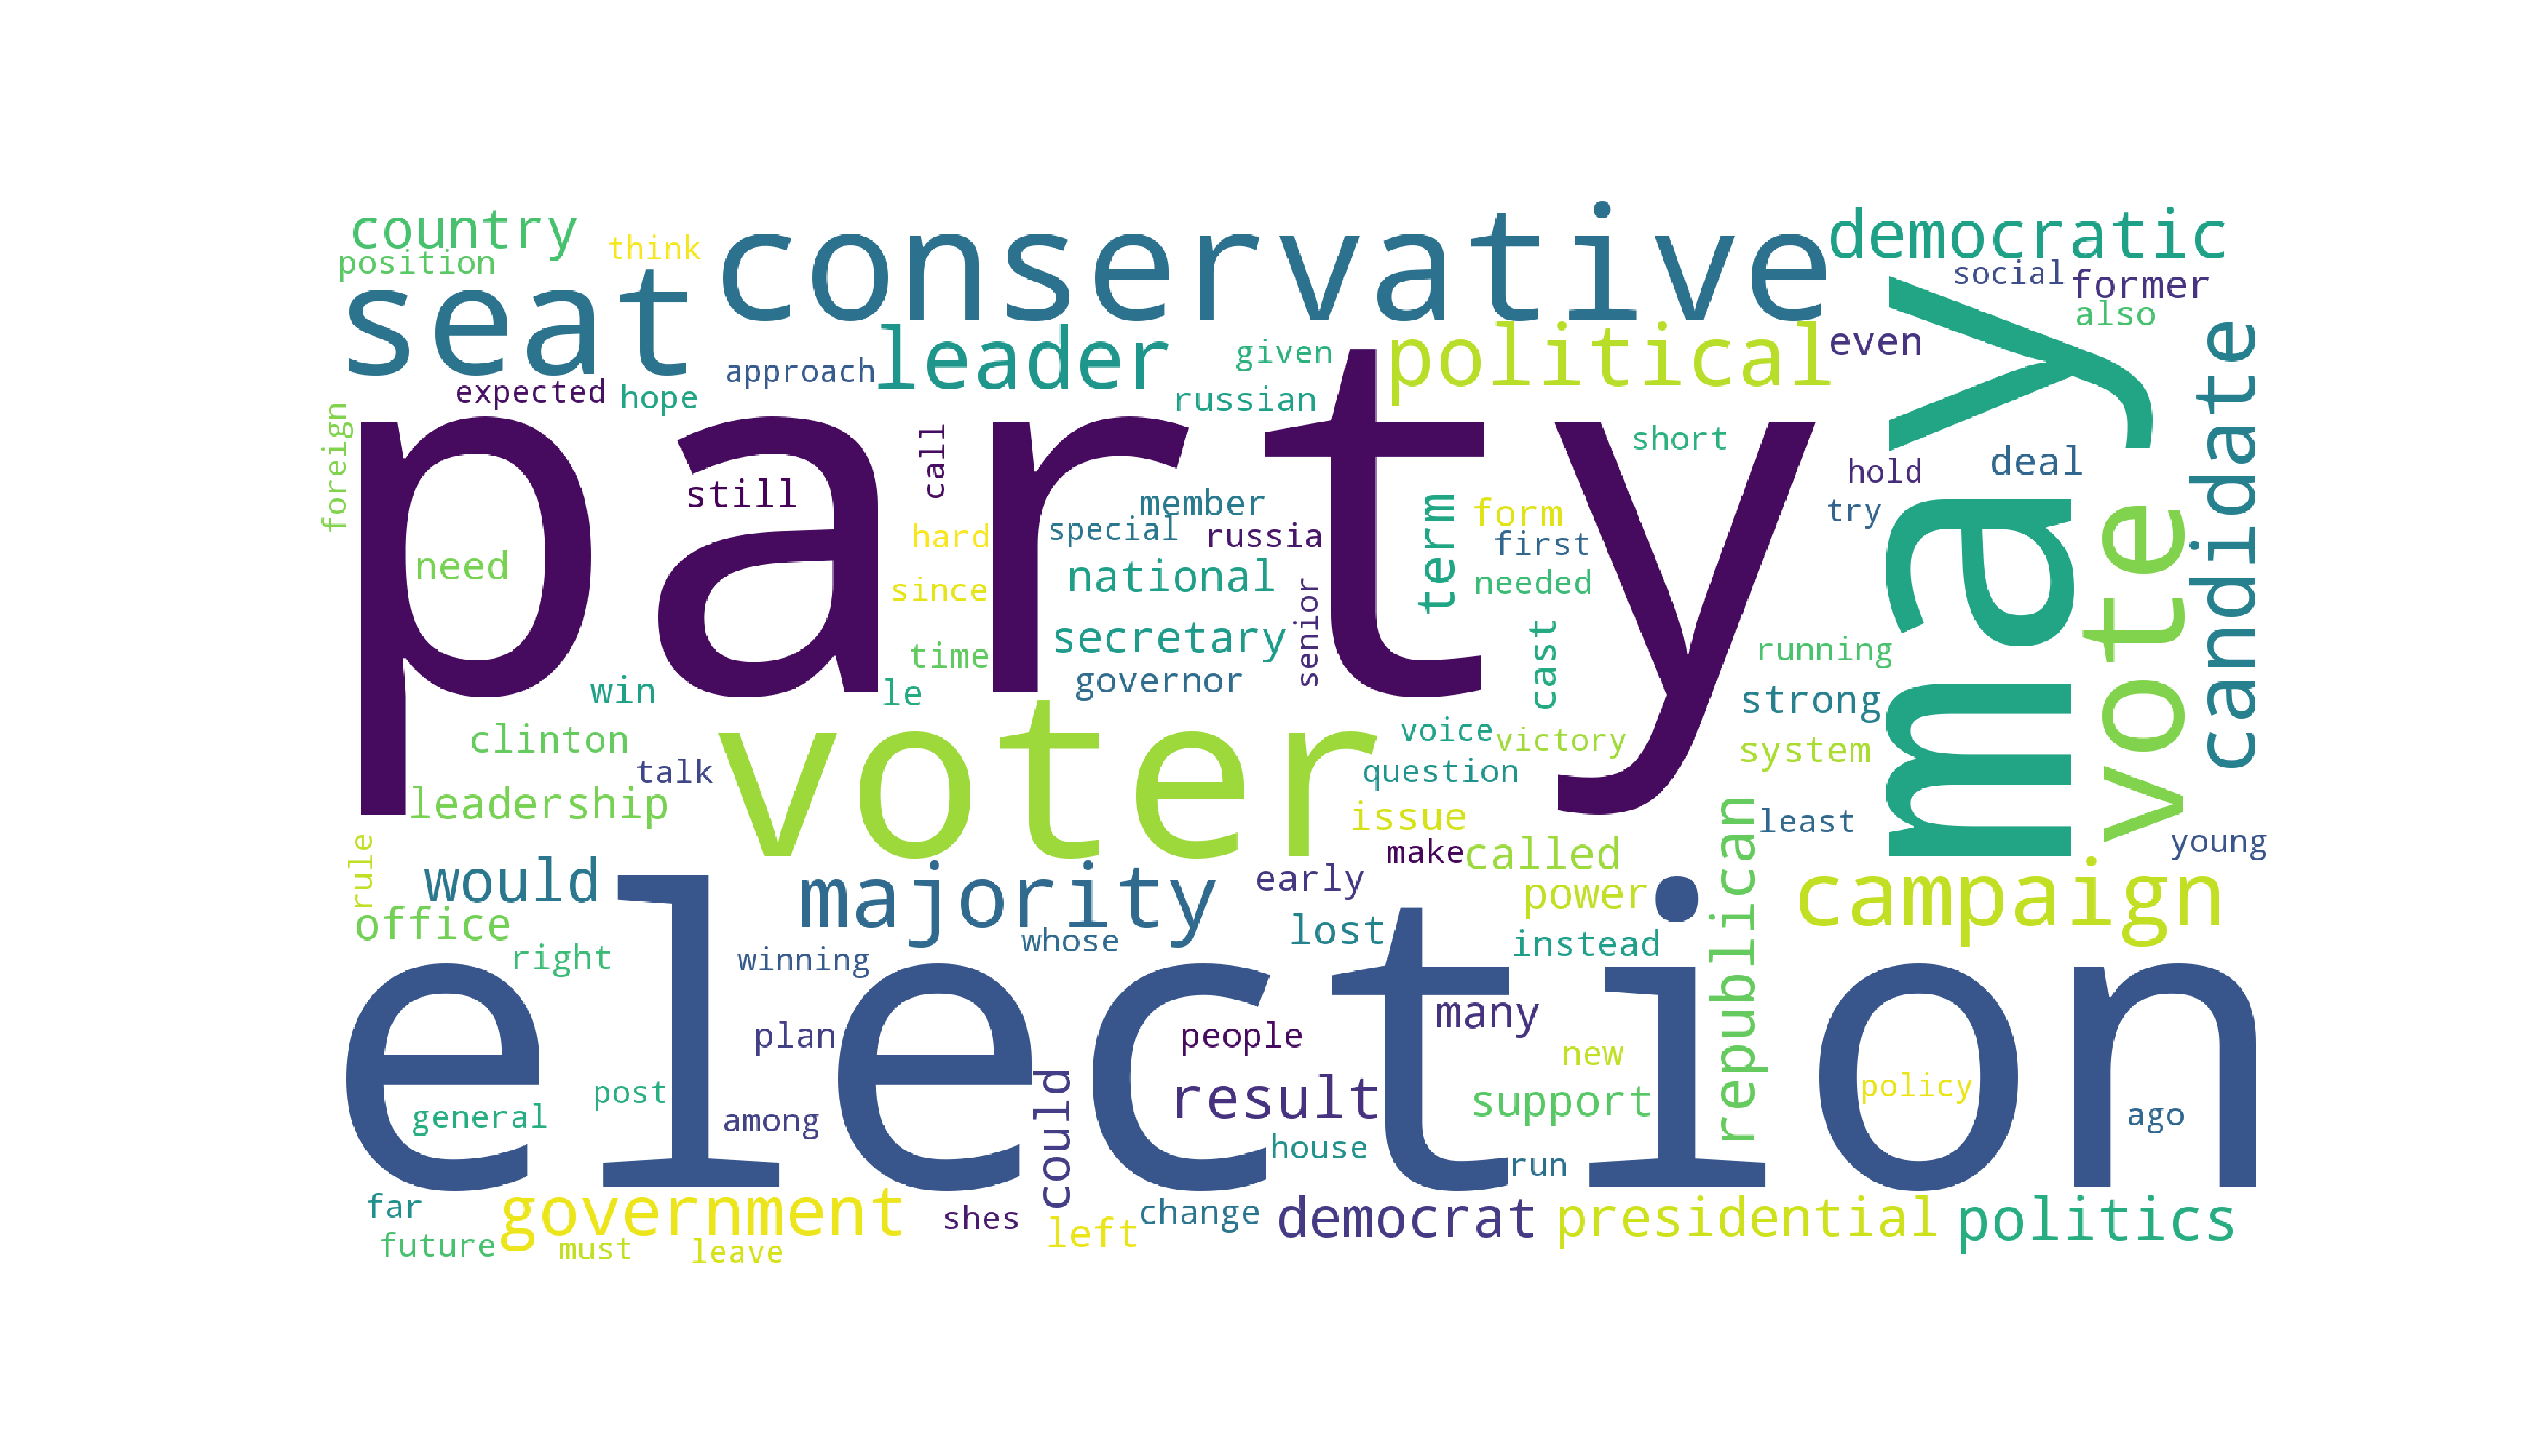 country
position
think
conservative
democratic
social
former
also
seat
leader
given
political
even
candidate
may
expected
hope
approach
russian
short
foreign
party
call
still
member
term
form
hold
deal
try
vote
need
hard
special
russia
first
since
national
needed
senior
time
secretary
cast
running
win
le
governor
strong
clinton
voter
voice
victory
system
talk
question
leadership
issue
least
rule
make
called
republican
young
would
majority
early
power
campaign
office
whose
lost
instead
right
winning
election
many
plan
people
new
post
could
result
support
policy
general
among
house
run
ago
far
government
shes
left
change
democrat
presidential
politics
future
must
leave